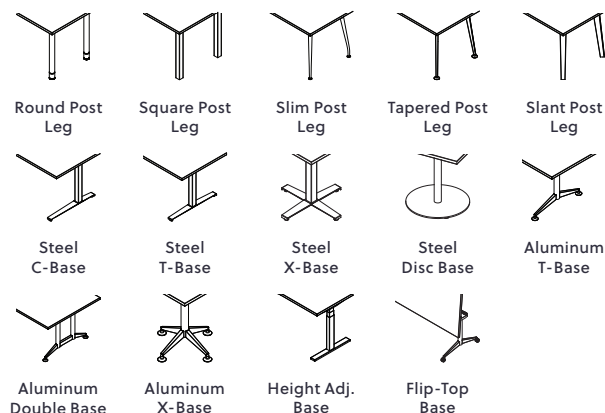 Round Post
Leg
Square Post
Leg
Slim Post
Leg
Tapered Post
Leg
Slant Post
Leg
Steel
C-Base
Steel
T-Base
Steel
X-Base
Steel
Disc Base
Aluminum
T-Base
Aluminum
Double Base
Aluminum
X-Base
Height Adj.
Base
Flip-Top
Base